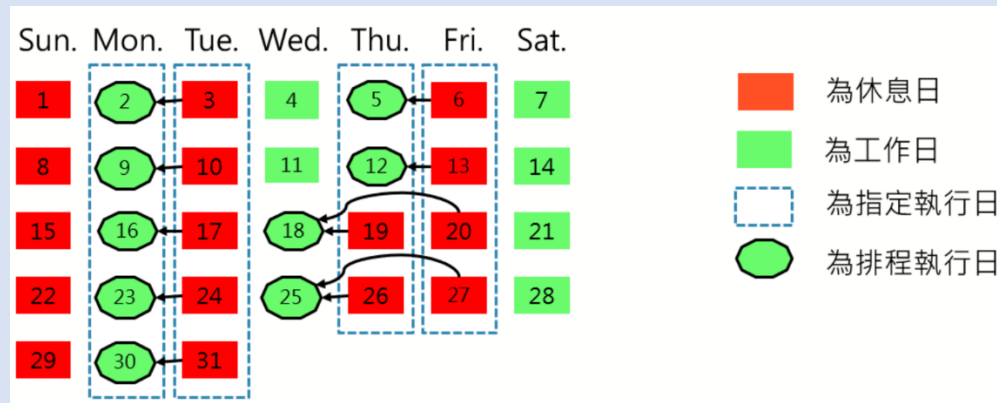 Sun. Mon. Tue. Wed. Thu. Fri. Sat.
1 2 3 4 5 6 7
8 9 10 11 12 13 14
15 16 17 18 19 20 21
22 23 24 25 26 27 28
29 30 31
為休息日
為工作日
為指定執行日
為排程執行日